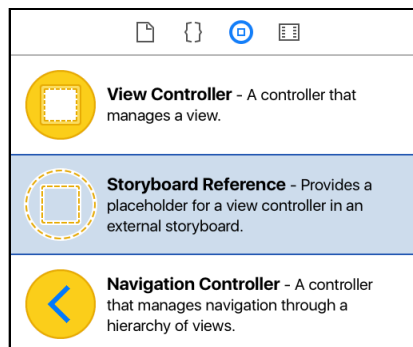 View Controller - A controller that
manages a view.
Storyboard Reference - Provides a
placeholder for a view controller in an
external storyboard.
Navigation Controller - A controller
that manages navigation through a
hierarchy of views.